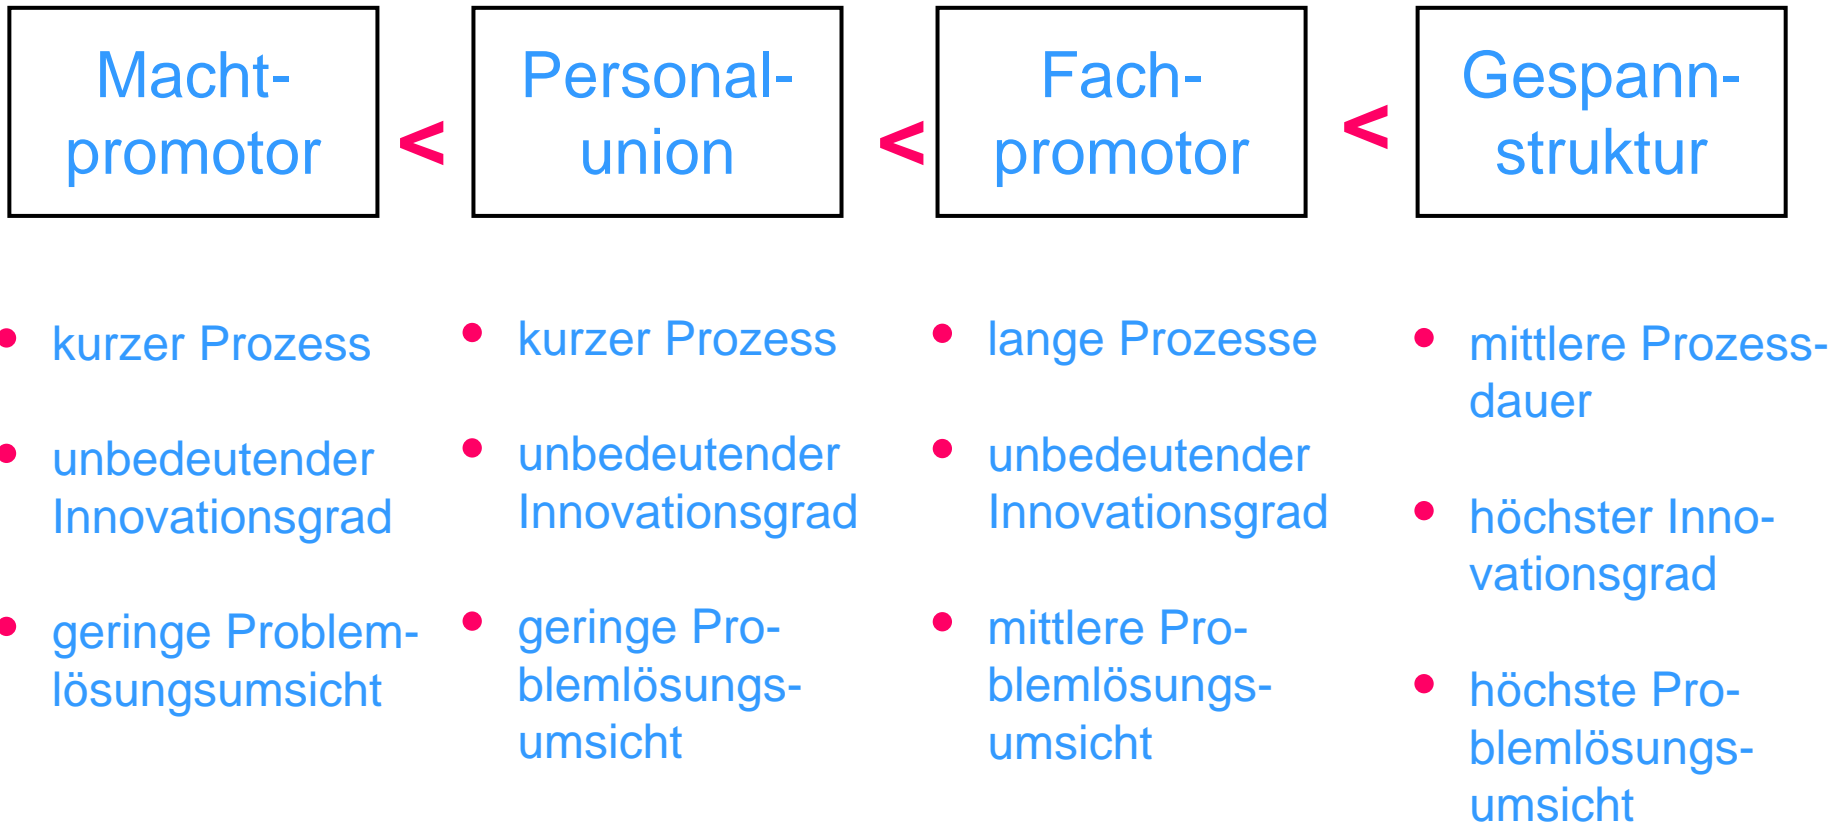 Macht-
promotor
<
Personal-
union
<
Fach-
promotor
<
Gespann-
struktur
• kurzer Prozess
• unbedeutender
Innovationsgrad
• geringe Problem-
lösungsumsicht
• kurzer Prozess
• unbedeutender
Innovationsgrad
• geringe Pro-
blemlösungs-
umsicht
• lange Prozesse
• unbedeutender
Innovationsgrad
• mittlere Pro-
blemlösungs-
umsicht
• mittlere Prozess-
dauer
• höchster Inno-
vationsgrad
• höchste Pro-
blemlösungs-
umsicht